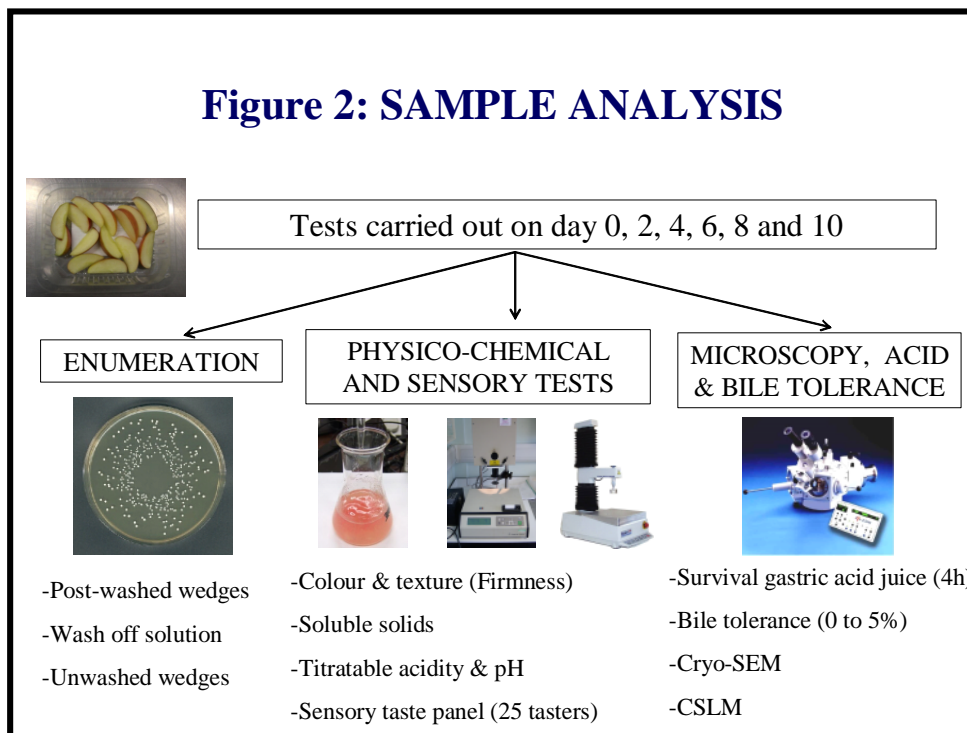 Figure 2: SAMPLE ANALYSIS
Tests carried out on day 0, 2, 4, 6, 8 and 10
ENUMERATION
PHYSICO-CHEMICAL
AND SENSORY TESTS
MICROSCOPY, ACID
& BILE TOLERANCE
-Post-washed wedges
-Wash off solution
-Unwashed wedges
-Colour & texture (Firmness)
-Soluble solids
-Titratable acidity & pH
-Sensory taste panel (25 tasters)
-Survival gastric acid juice (4h)
-Bile tolerance (0 to 5%)
-Cryo-SEM
-CSLM